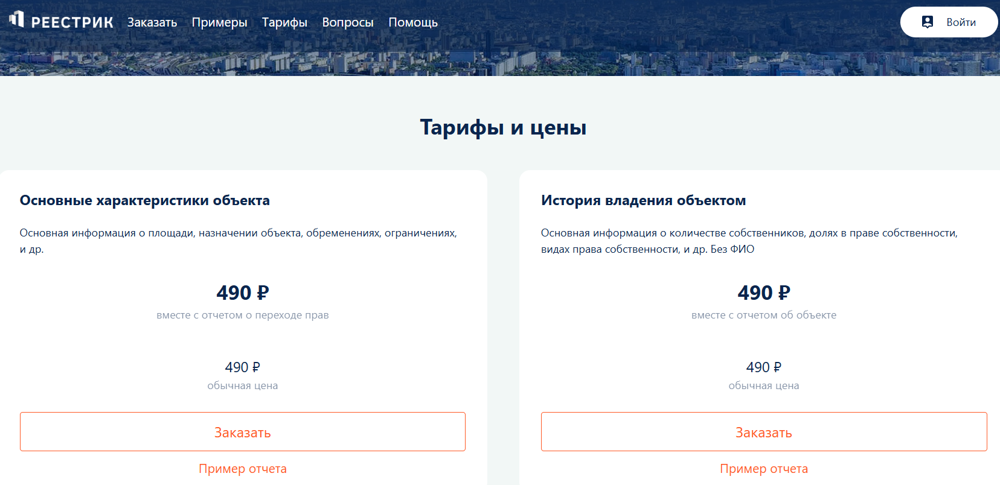 РЕЕСТРИК Заказать Примеры Тарифы Вопросы Помощь Войти
Тарифы и цены
Основные характеристики объекта
Основная информация о площади, назначении объекта, обременениях, ограничениях,
и др.
490 ₽
вместе с отчетом о переходе прав
490 ₽
обычная цена
Заказать
Пример отчета
История владения объектом
Основная информация о количестве собственников, долях в праве собственности,
видах права собственности, и др. Без ФИО
490 ₽
вместе с отчетом об объекте
490 ₽
обычная цена
Заказать
Пример отчета